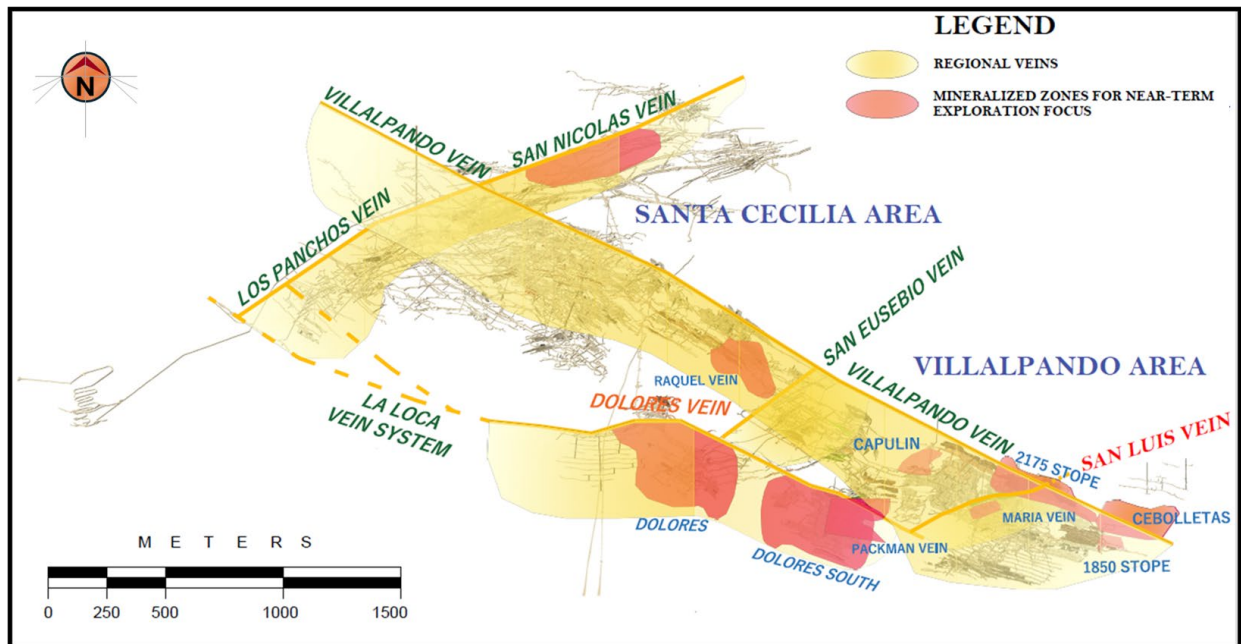 LEGEND
REGIONAL VEINS
MINERALIZED ZONES FOR NEAR-TERM
EXPLORATION FOCUS
N
VILLALPANDO VEIN
SAN NICOLAS VEIN
SANTA CECILIA AREA
LOS PANCHOS VEIN
SAN EUSEBIO VEIN
VILLALPANDO AREA
VILLALPANDO VEIN
RAQUEL VEIN
DOLORES VEIN
LA LOCA
VEIN SYSTEM
CAPULIN
2175 STOPE
SAN LUIS VEIN
MARIA VEIN
CEBOLLETAS
DOLORES
PACKMAN VEIN
DOLORES SOUTH
1850 STOPE
METERS
0 250 500 1000 1500